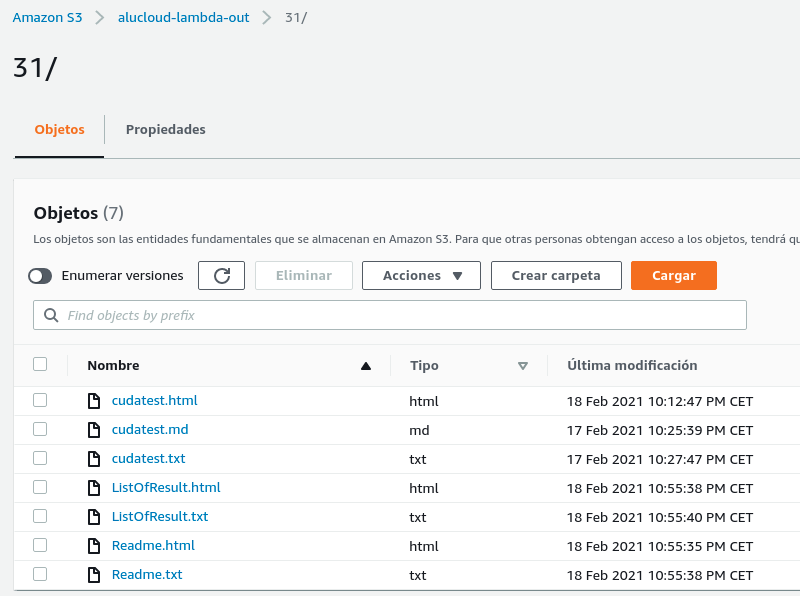 Amazon S3 > alucloud-lambda-out > 31/
31/
Objetos Propiedades
Objetos (7)
Los objetos son las entidades fundamentales que se almacenan en Amazon S3. Para que otras personas obtengan acceso a los objetos, tendrá qu
Enumerar versiones Eliminar Acciones Crear carpeta Cargar
Find objects by prefix
Nombre Tipo Última modificación
cudatest.html html 18 Feb 2021 10:12:47 PM CET
cudatest.md md 17 Feb 2021 10:25:39 PM CET
cudatest.txt txt 17 Feb 2021 10:27:47 PM CET
ListOfResult.html html 18 Feb 2021 10:55:38 PM CET
ListOfResult.txt txt 18 Feb 2021 10:55:40 PM CET
Readme.html html 18 Feb 2021 10:55:35 PM CET
Readme.txt txt 18 Feb 2021 10:55:38 PM CET